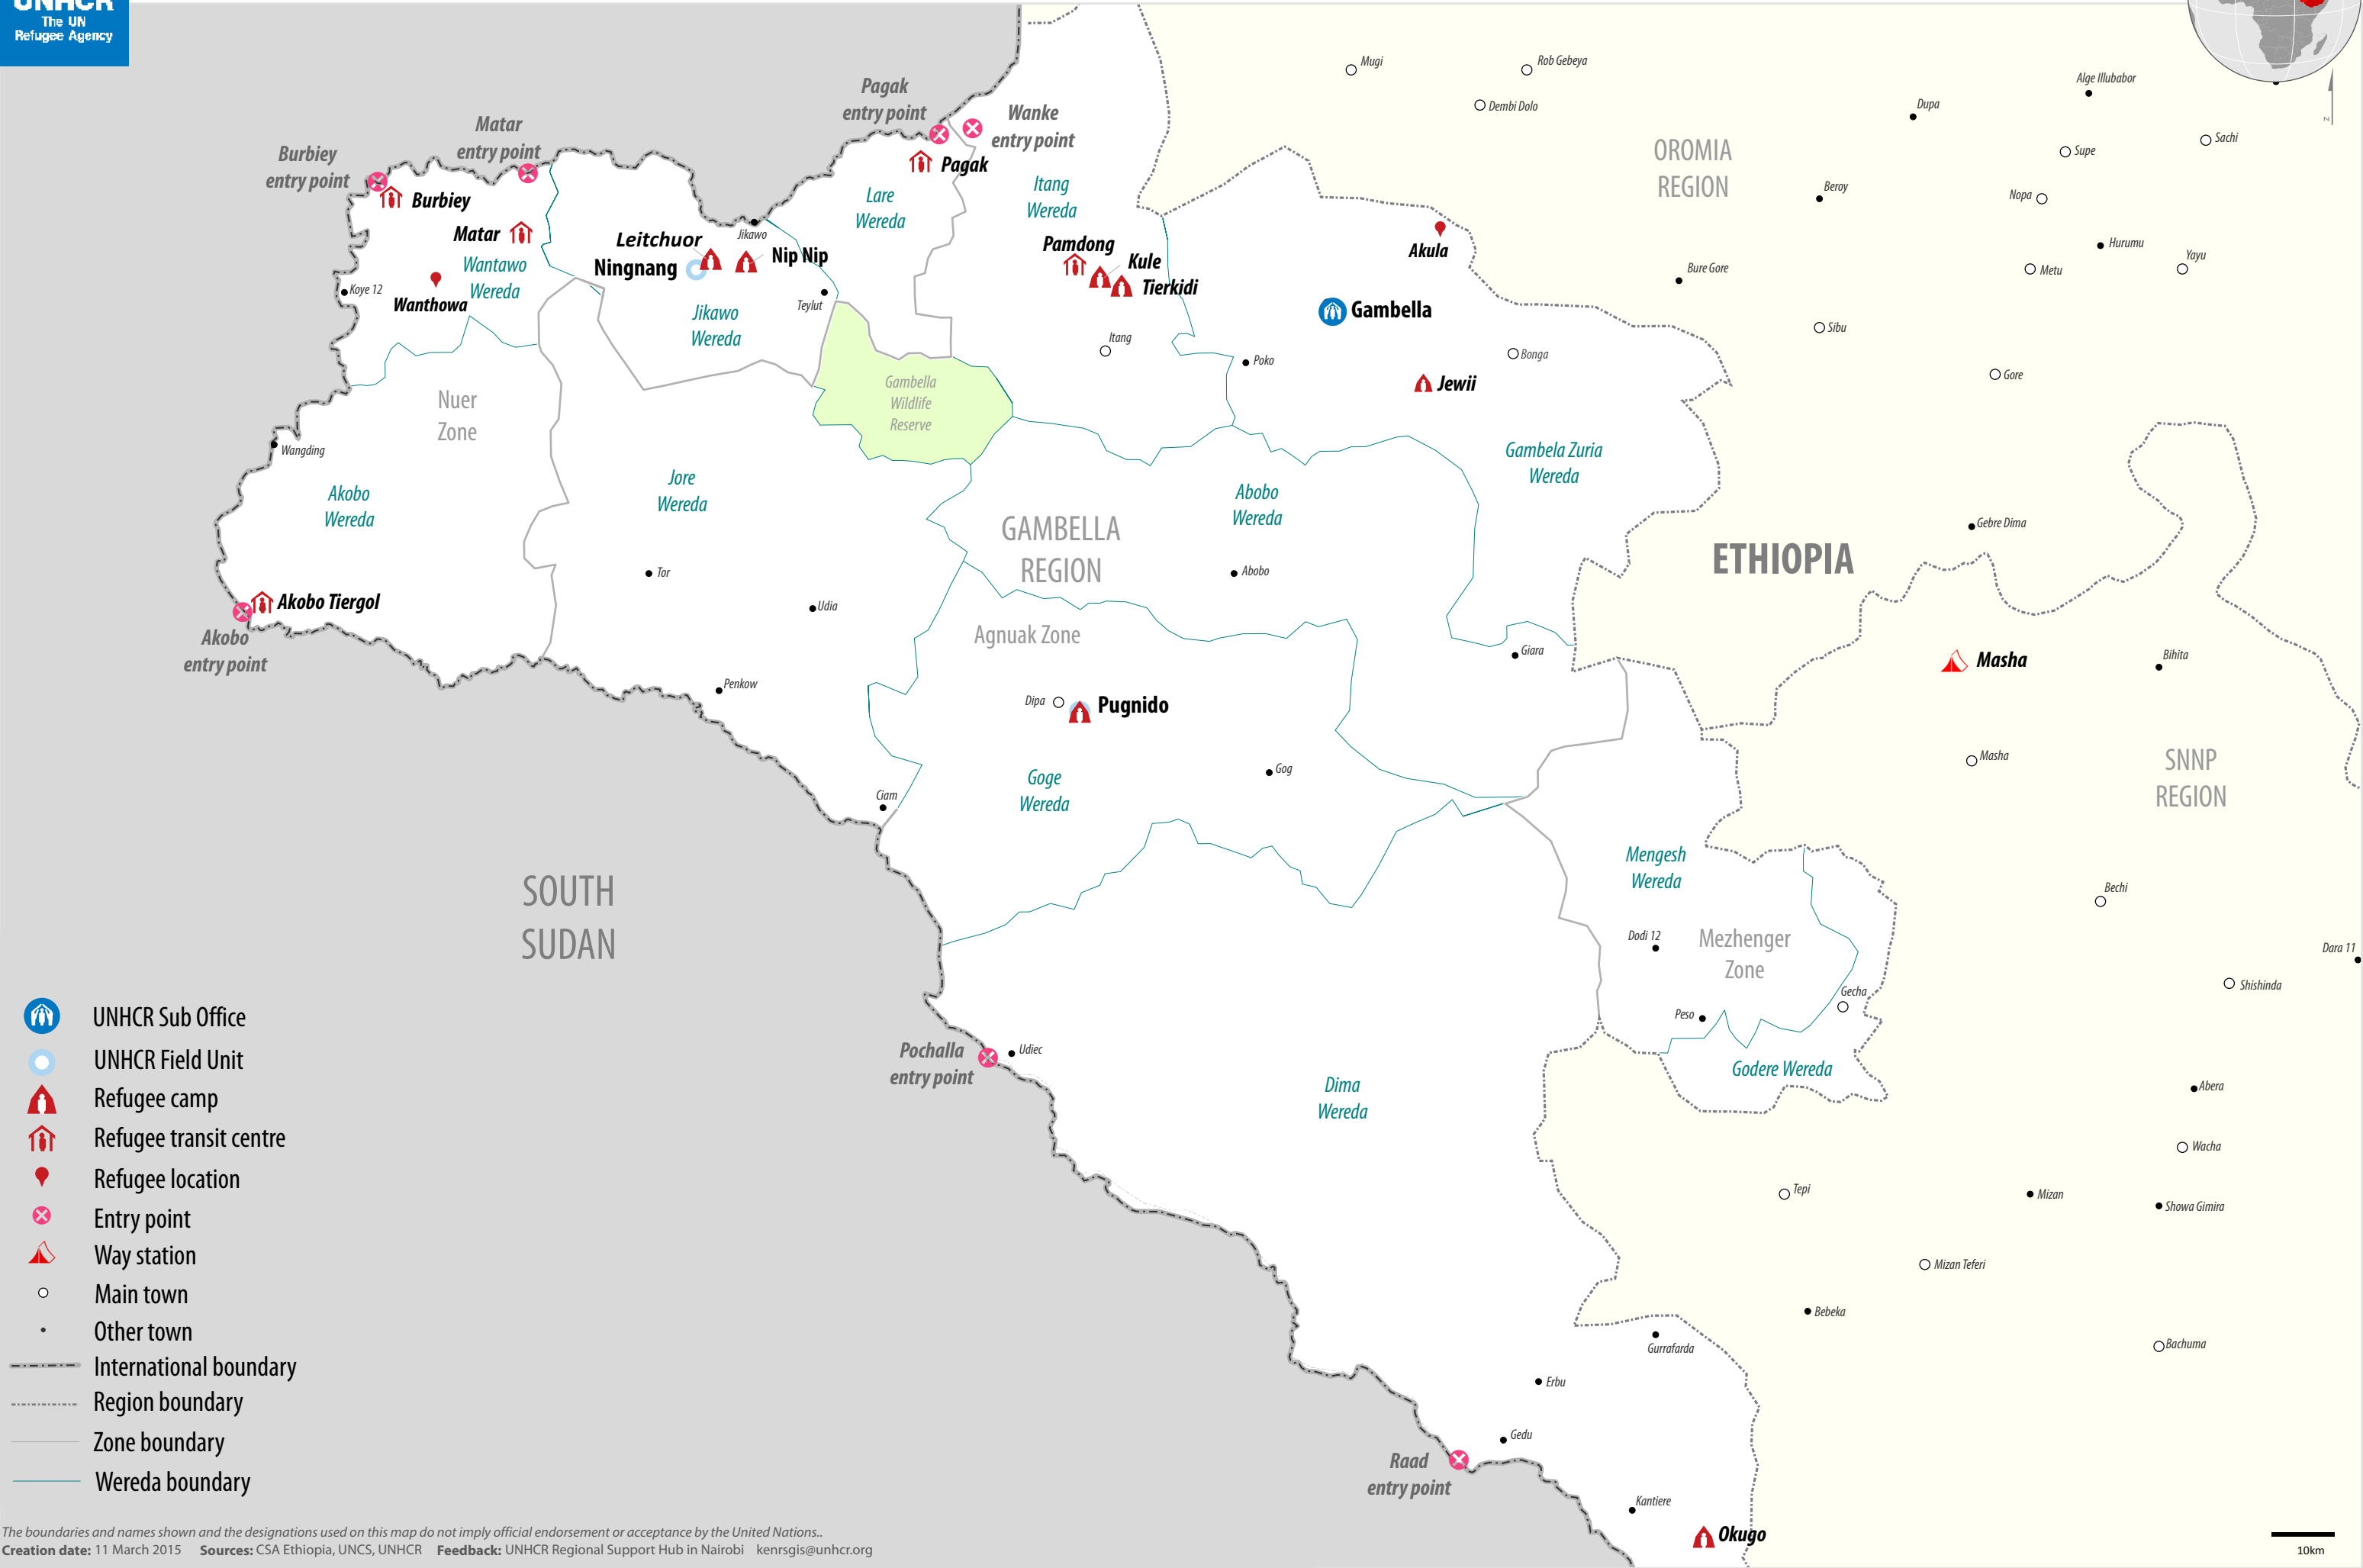 UNHCR
The UN
Refugee Agency
Pagak
entry point
Wanke
entry point
Matar
entry point
Burbiey
entry point
Pagak
Burbiey
Matar
Wantawo
Wereda
Koye 12
Wanthowa
Leitchuor
Ningnang
Jikawo
Nip Nip
Teylut
Jikawo
Wereda
Lare
Wereda
Itang
Wereda
Pamdong
Kule
Tierkidi
Itang
Mugi
Rob Gebeya
Dembi Dolo
OROMIA
REGION
Dupa
Alge Illubabor
Sachi
Supe
Beroy
Nopa
Hurumu
Yayu
Metu
Bure Gore
Sibu
Gore
z
Akula
Gambella
Poko
Bonga
Jewii
Gambela Zuria
Wereda
Gambella
Wildlife
Reserve
Nuer
Zone
Wangding
Akobo
Wereda
Jore
Wereda
Abobo
Wereda
GAMBELLA
REGION
Abobo
ETHIOPIA
Gebre Dima
Tor
Udia
Akobo Tiergol
Akobo
entry point
Agnuak Zone
Giara
Masha
Bihita
Penkow
Dipa
Pugnido
Masha
SNNP
REGION
Gog
Goge
Wereda
Ciam
SOUTH
SUDAN
Mengesh
Wereda
Bechi
Dodi 12
Mezhenger
Zone
Dara 11
Shishinda
Gecha
Peso
Godere Wereda
Pochalla
entry point
Udiec
Dima
Wereda
Abera
Wacha
Tepi
Mizan
Showa Gimira
Mizan Teferi
Bebeka
Gurrafarda
Bachuma
Erbu
Gedu
Raad
entry point
Kantiere
Okugo
10km
UNHCR Sub Office
UNHCR Field Unit
Refugee camp
Refugee transit centre
Refugee location
Entry point
Way station
Main town
Other town
International boundary
Region boundary
Zone boundary
Wereda boundary
The boundaries and names shown and the designations used on this map do not imply official endorsement or acceptance by the United Nations..
Creation date: 11 March 2015 Sources: CSA Ethiopia, UNCS, UNHCR Feedback: UNHCR Regional Support Hub in Nairobi kenrsgis@unhcr.org